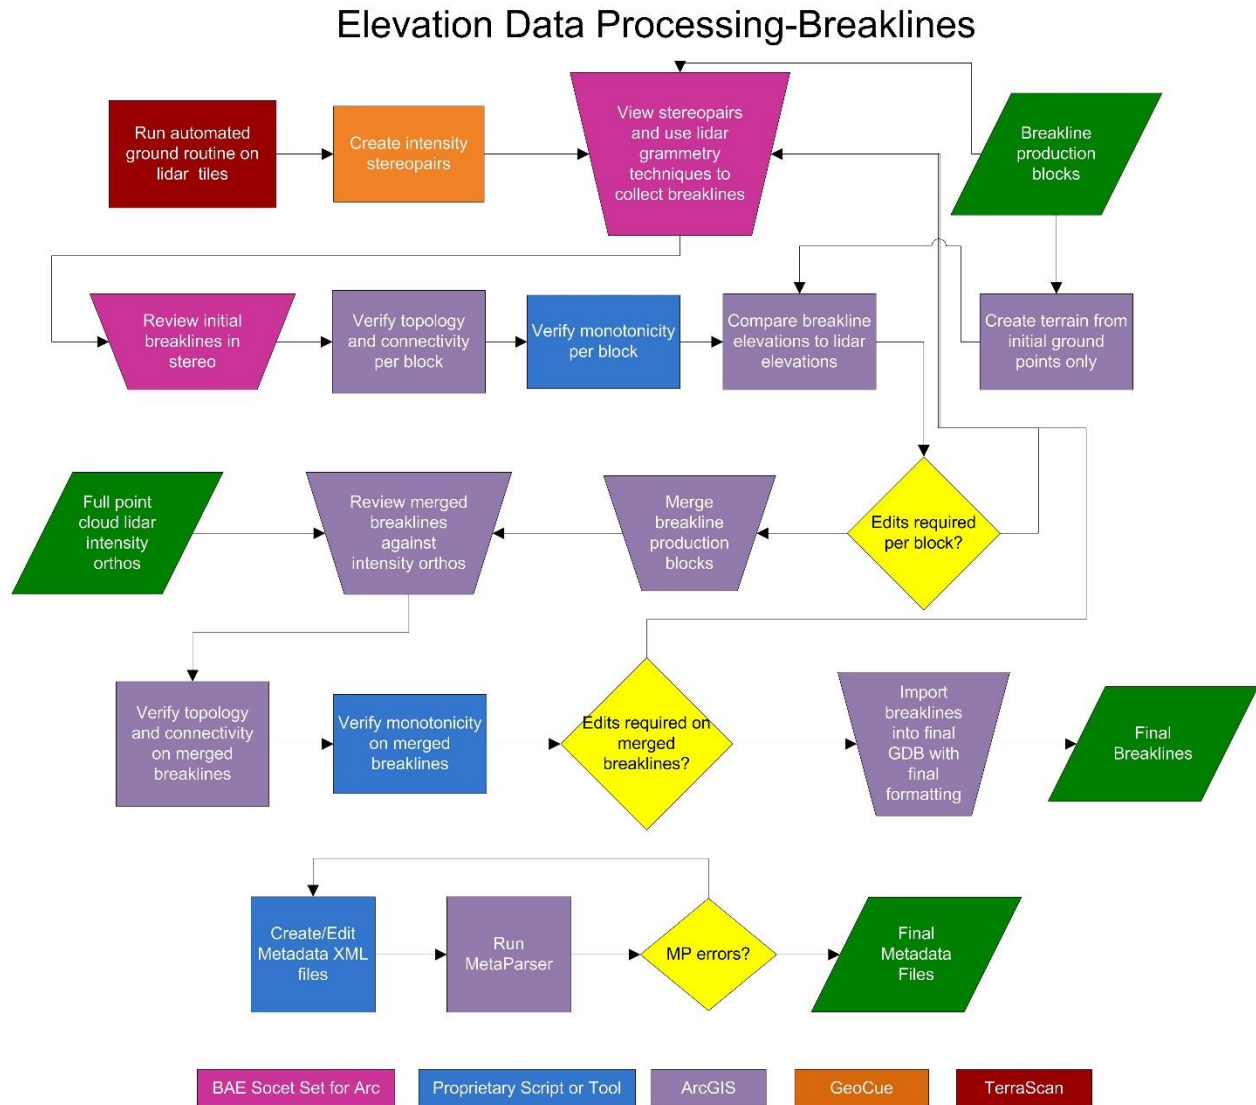 Elevation Data Processing-Breaklines
Run automated
ground routine on
lidar tiles
Create intensity
stereopairs
View stereopairs
and use lidar
grammetry
techniques to
collect breaklines
Breakline
production
blocks
Review initial
breaklines in
stereo
Verify topology
and connectivity
per block
Verify monotonicity
per block
Compare breakline
elevations to lidar
elevations
Create terrain from
initial ground
points only
Full point
cloud lidar
intensity
orthos
Review merged
breaklines
against
intensity orthos
Merge
breakline
production
blocks
Edits required
per block?
Verify topology
and connectivity
on merged
breaklines
Verify monotonicity
on merged
breaklines
Edits required on
merged
breaklines?
Import
breaklines
into final
GDB with
final
formatting
Final
Breaklines
Create/Edit
Metadata XML
files
Run
MetaParser
MP errors?
Final
Metadata
Files
BAE Socet Set for Arc
Proprietary Script or Tool
ArcGIS
GeoCue
TerraScan